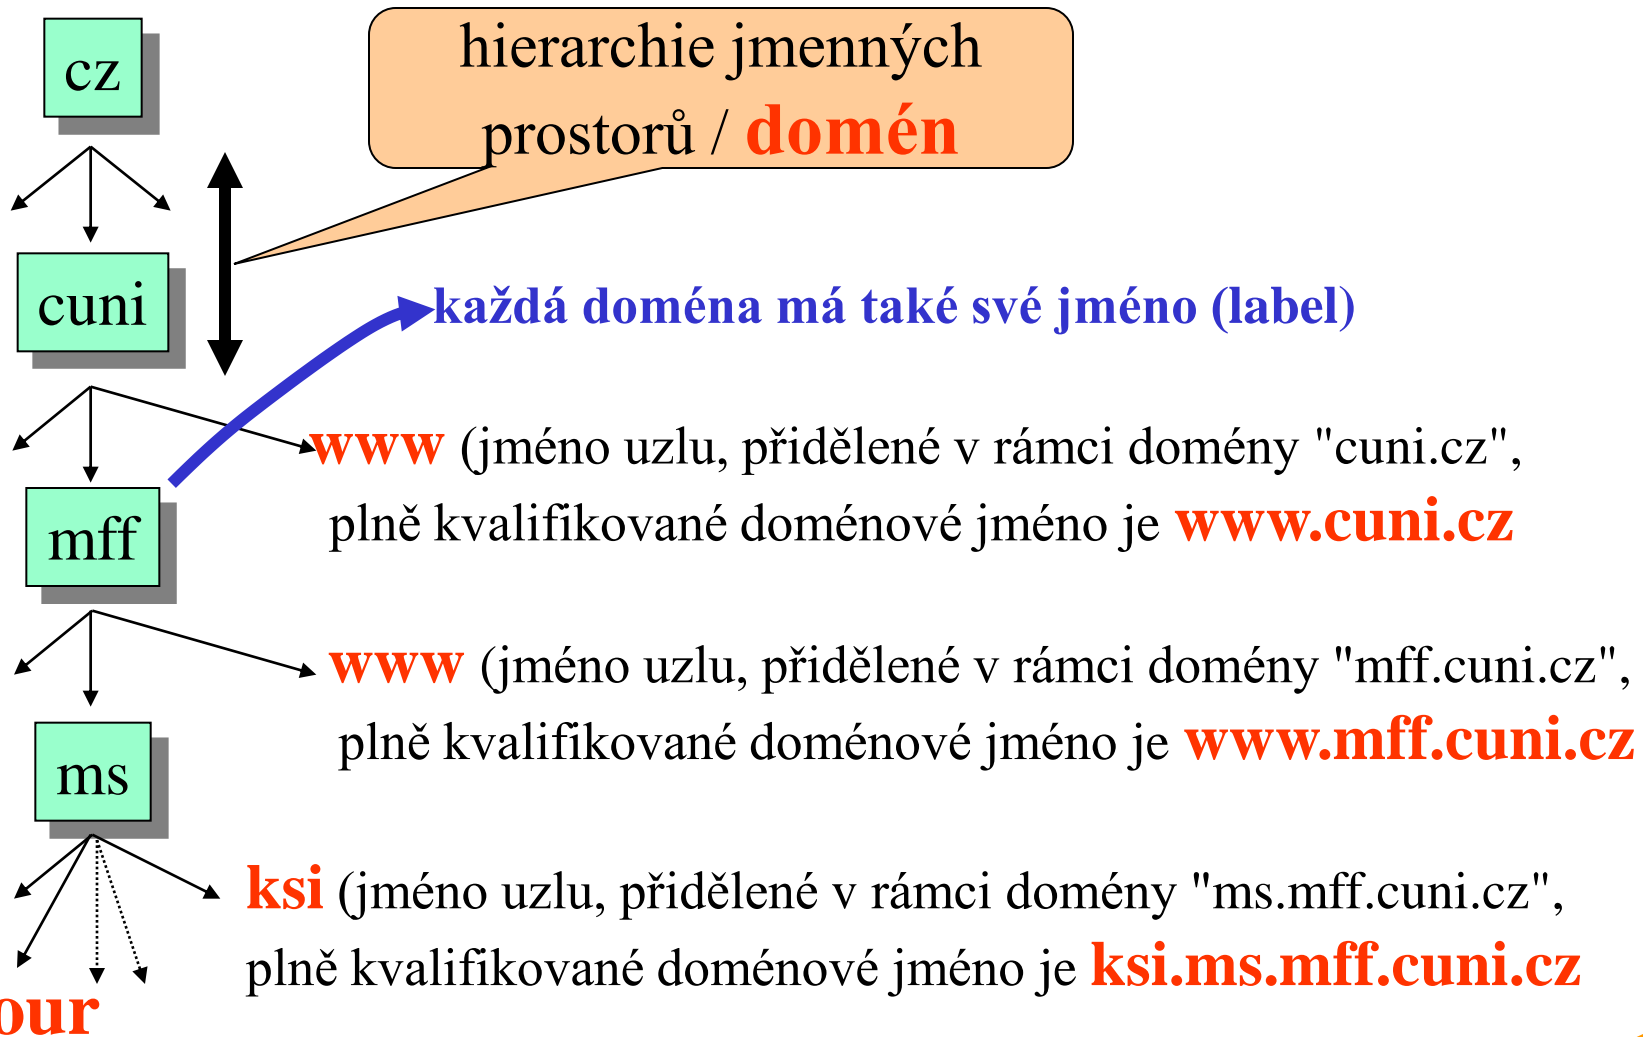 cz
hierarchie jmenných
prostorů / domén
cuni
každá doména má také své jméno (label)
www (jméno uzlu, přidělené v rámci domény "cuni.cz",
plně kvalifikované doménové jméno je www.cuni.cz
mff
www (jméno uzlu, přidělené v rámci domény "mff.cuni.cz",
plně kvalifikované doménové jméno je www.mff.cuni.cz
ms
ksi (jméno uzlu, přidělené v rámci domény "ms.mff.cuni.cz",
plně kvalifikované doménové jméno je ksi.ms.mff.cuni.cz